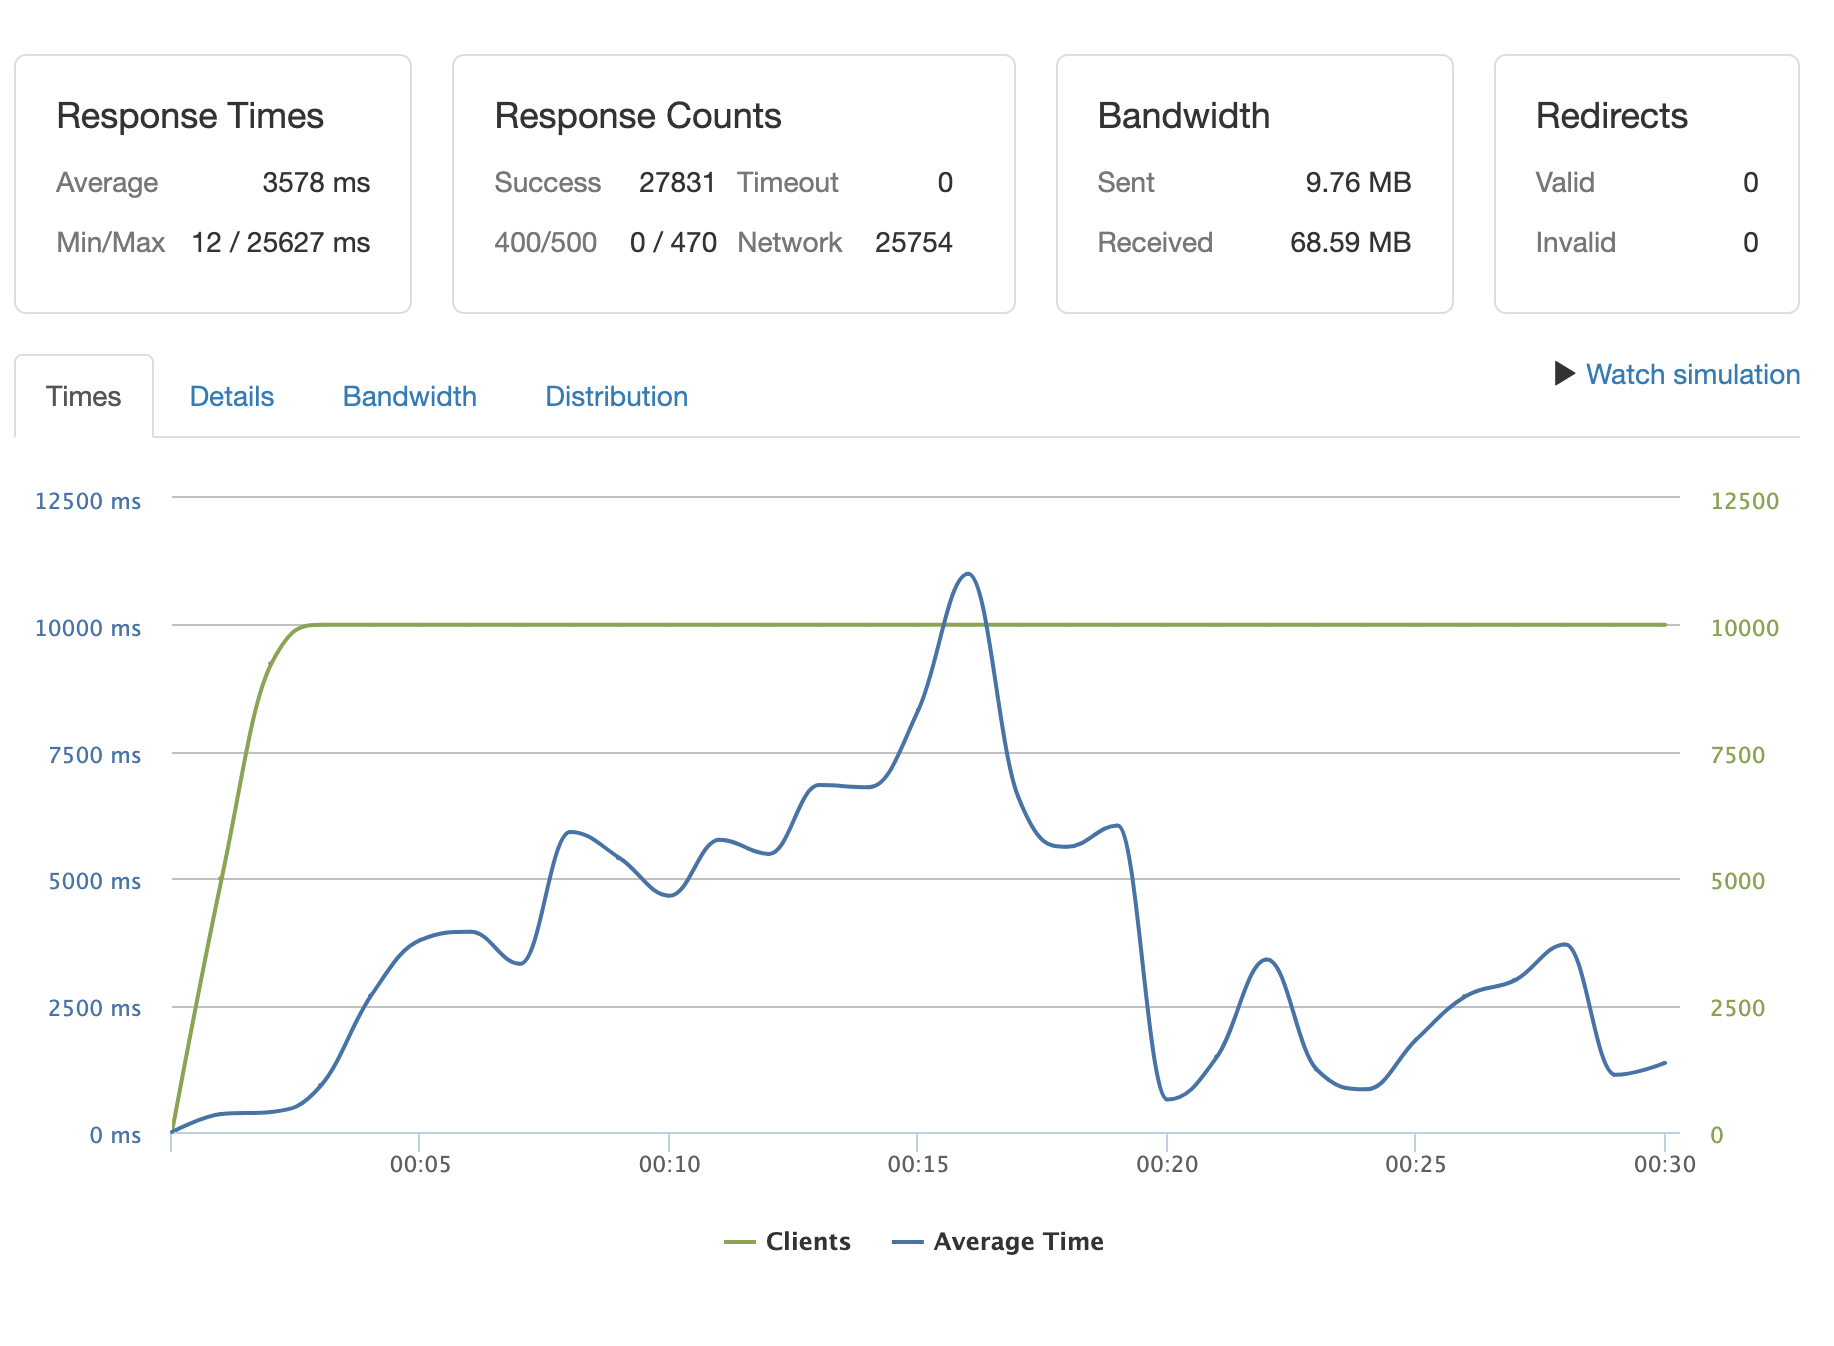 Response Times
Average 3578 ms
Min/Max 12 / 25627 ms
Response Counts
Success 27831 Timeout 0
400/500 0 / 470 Network 25754
Bandwidth
Sent 9.76 MB
Received 68.59 MB
Redirects
Valid 0
Invalid 0
Times Details Bandwidth Distribution
Watch simulation
12500 ms 12500
10000 ms 10000
7500 ms 7500
5000 ms 5000
2500 ms 2500
0 ms 0
00:05 00:10 00:15 00:20 00:25 00:30
Clients Average Time